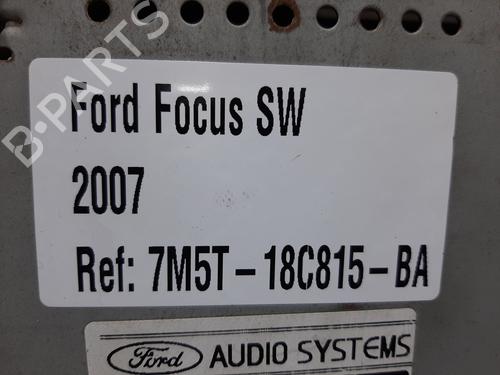 B-PARTS
Ford Focus SW
2007
Ref: 7M5T-18C815-BA
Ford AUDIO SYSTEMS